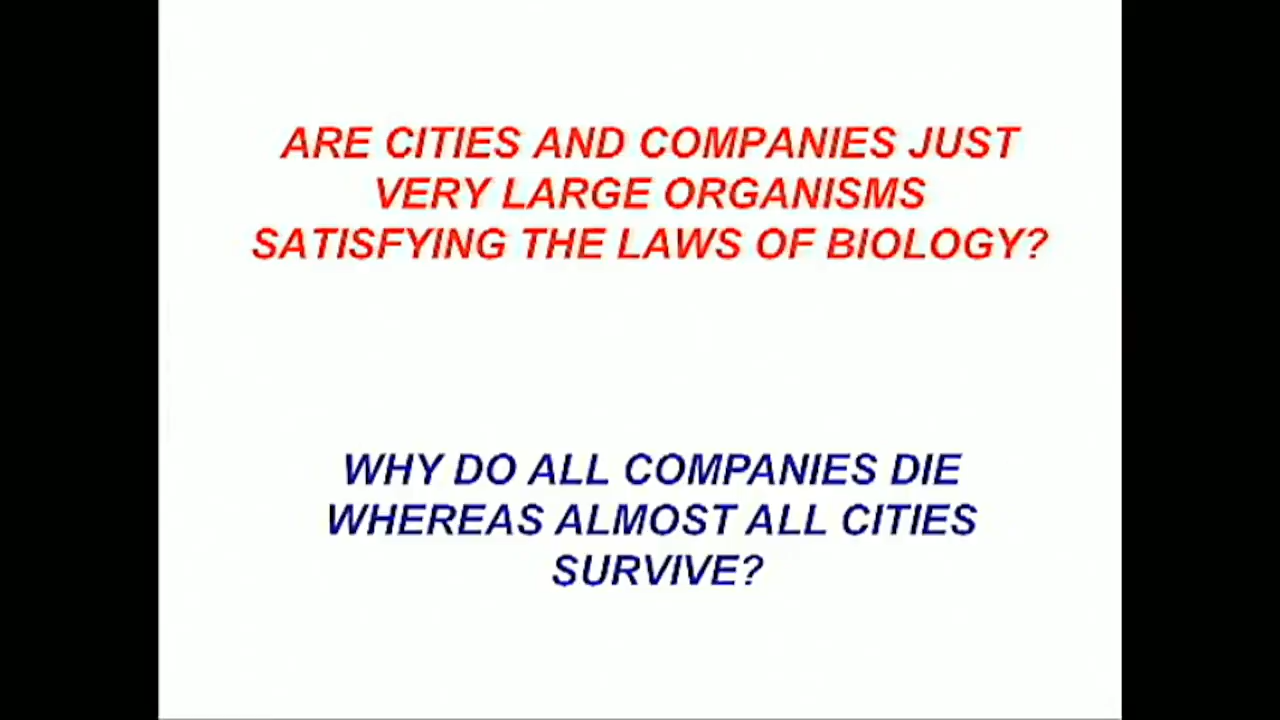 ARE CITIES AND COMPANIES JUST
VERY LARGE ORGANISMS
SATISFYING THE LAWS OF BIOLOGY?
WHY DO ALL COMPANIES DIE
WHEREAS ALMOST ALL CITIES
SURVIVE?